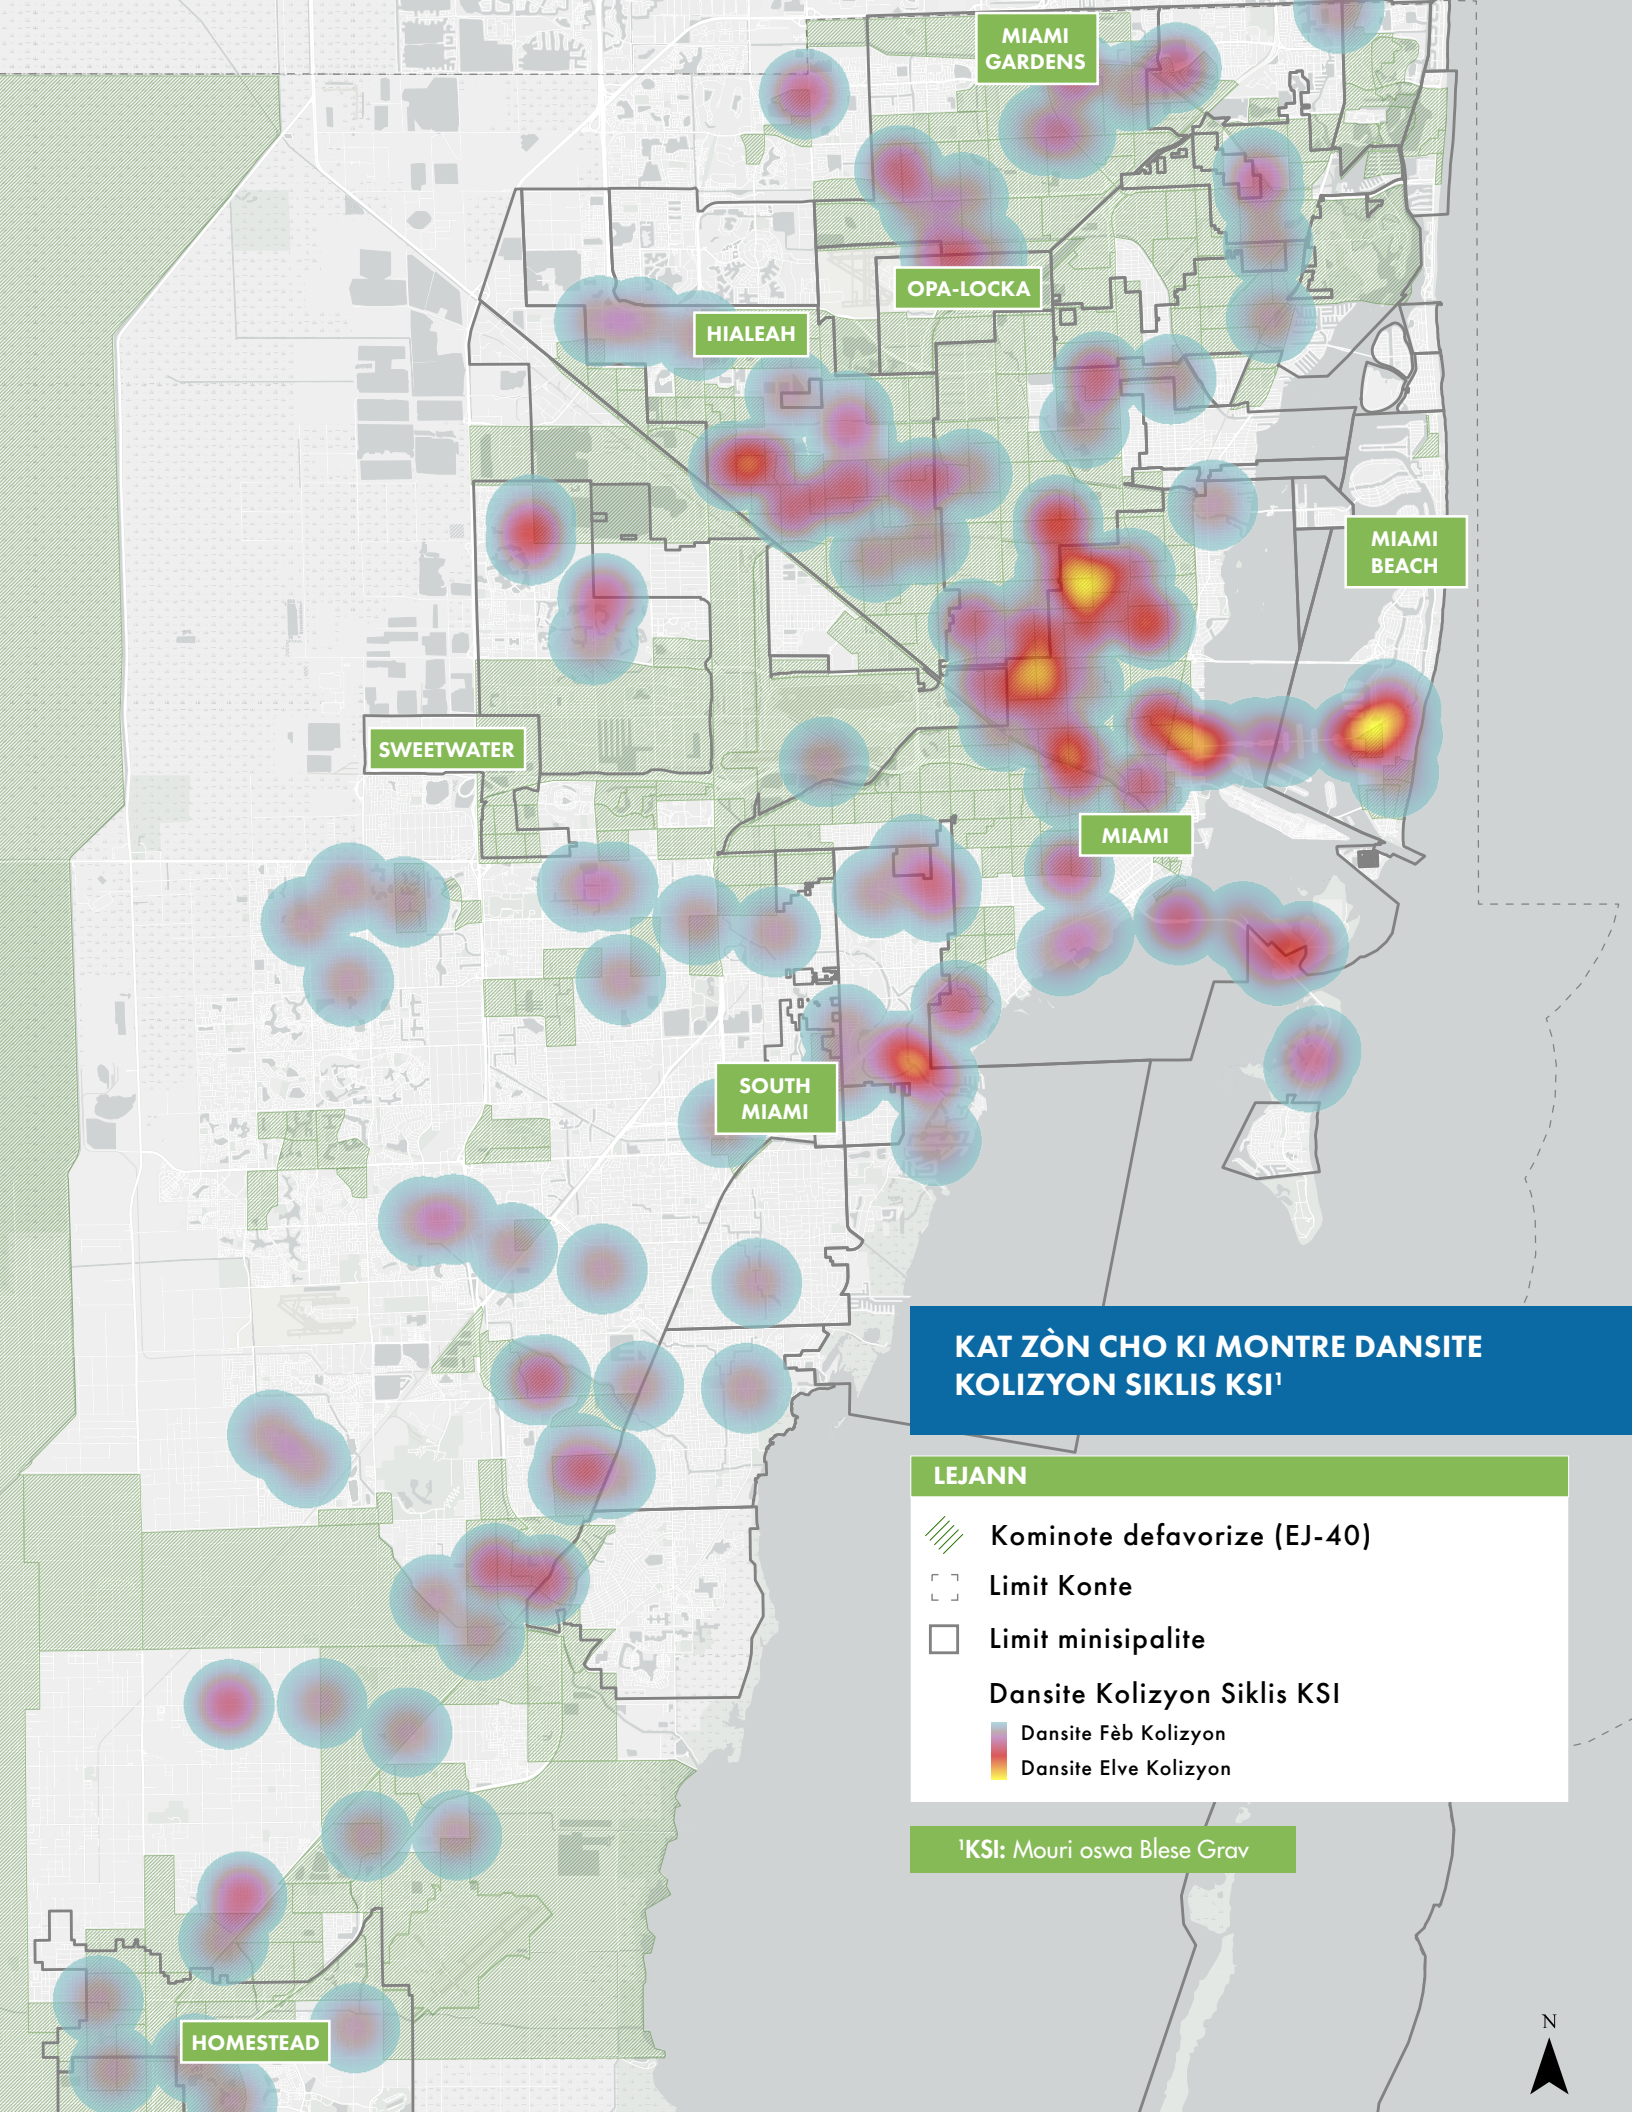 MIAMI
GARDENS
OPA-LOCKA
HIALEAH
MIAMI
BEACH
SWEETWATER
MIAMI
SOUTH
MIAMI
KAT ZÒN CHO KI MONTRE DANSITE
KOLIZYON SIKLIS KSI¹
LEJANN
Kominote defavorize (EJ-40)
Limit Konte
Limit minisipalite
Dansite Kolizyon Siklis KSI
Dansite Fèb Kolizyon
Dansite Elve Kolizyon
¹KSI: Mouri oswa Blese Grav
HOMESTEAD
N